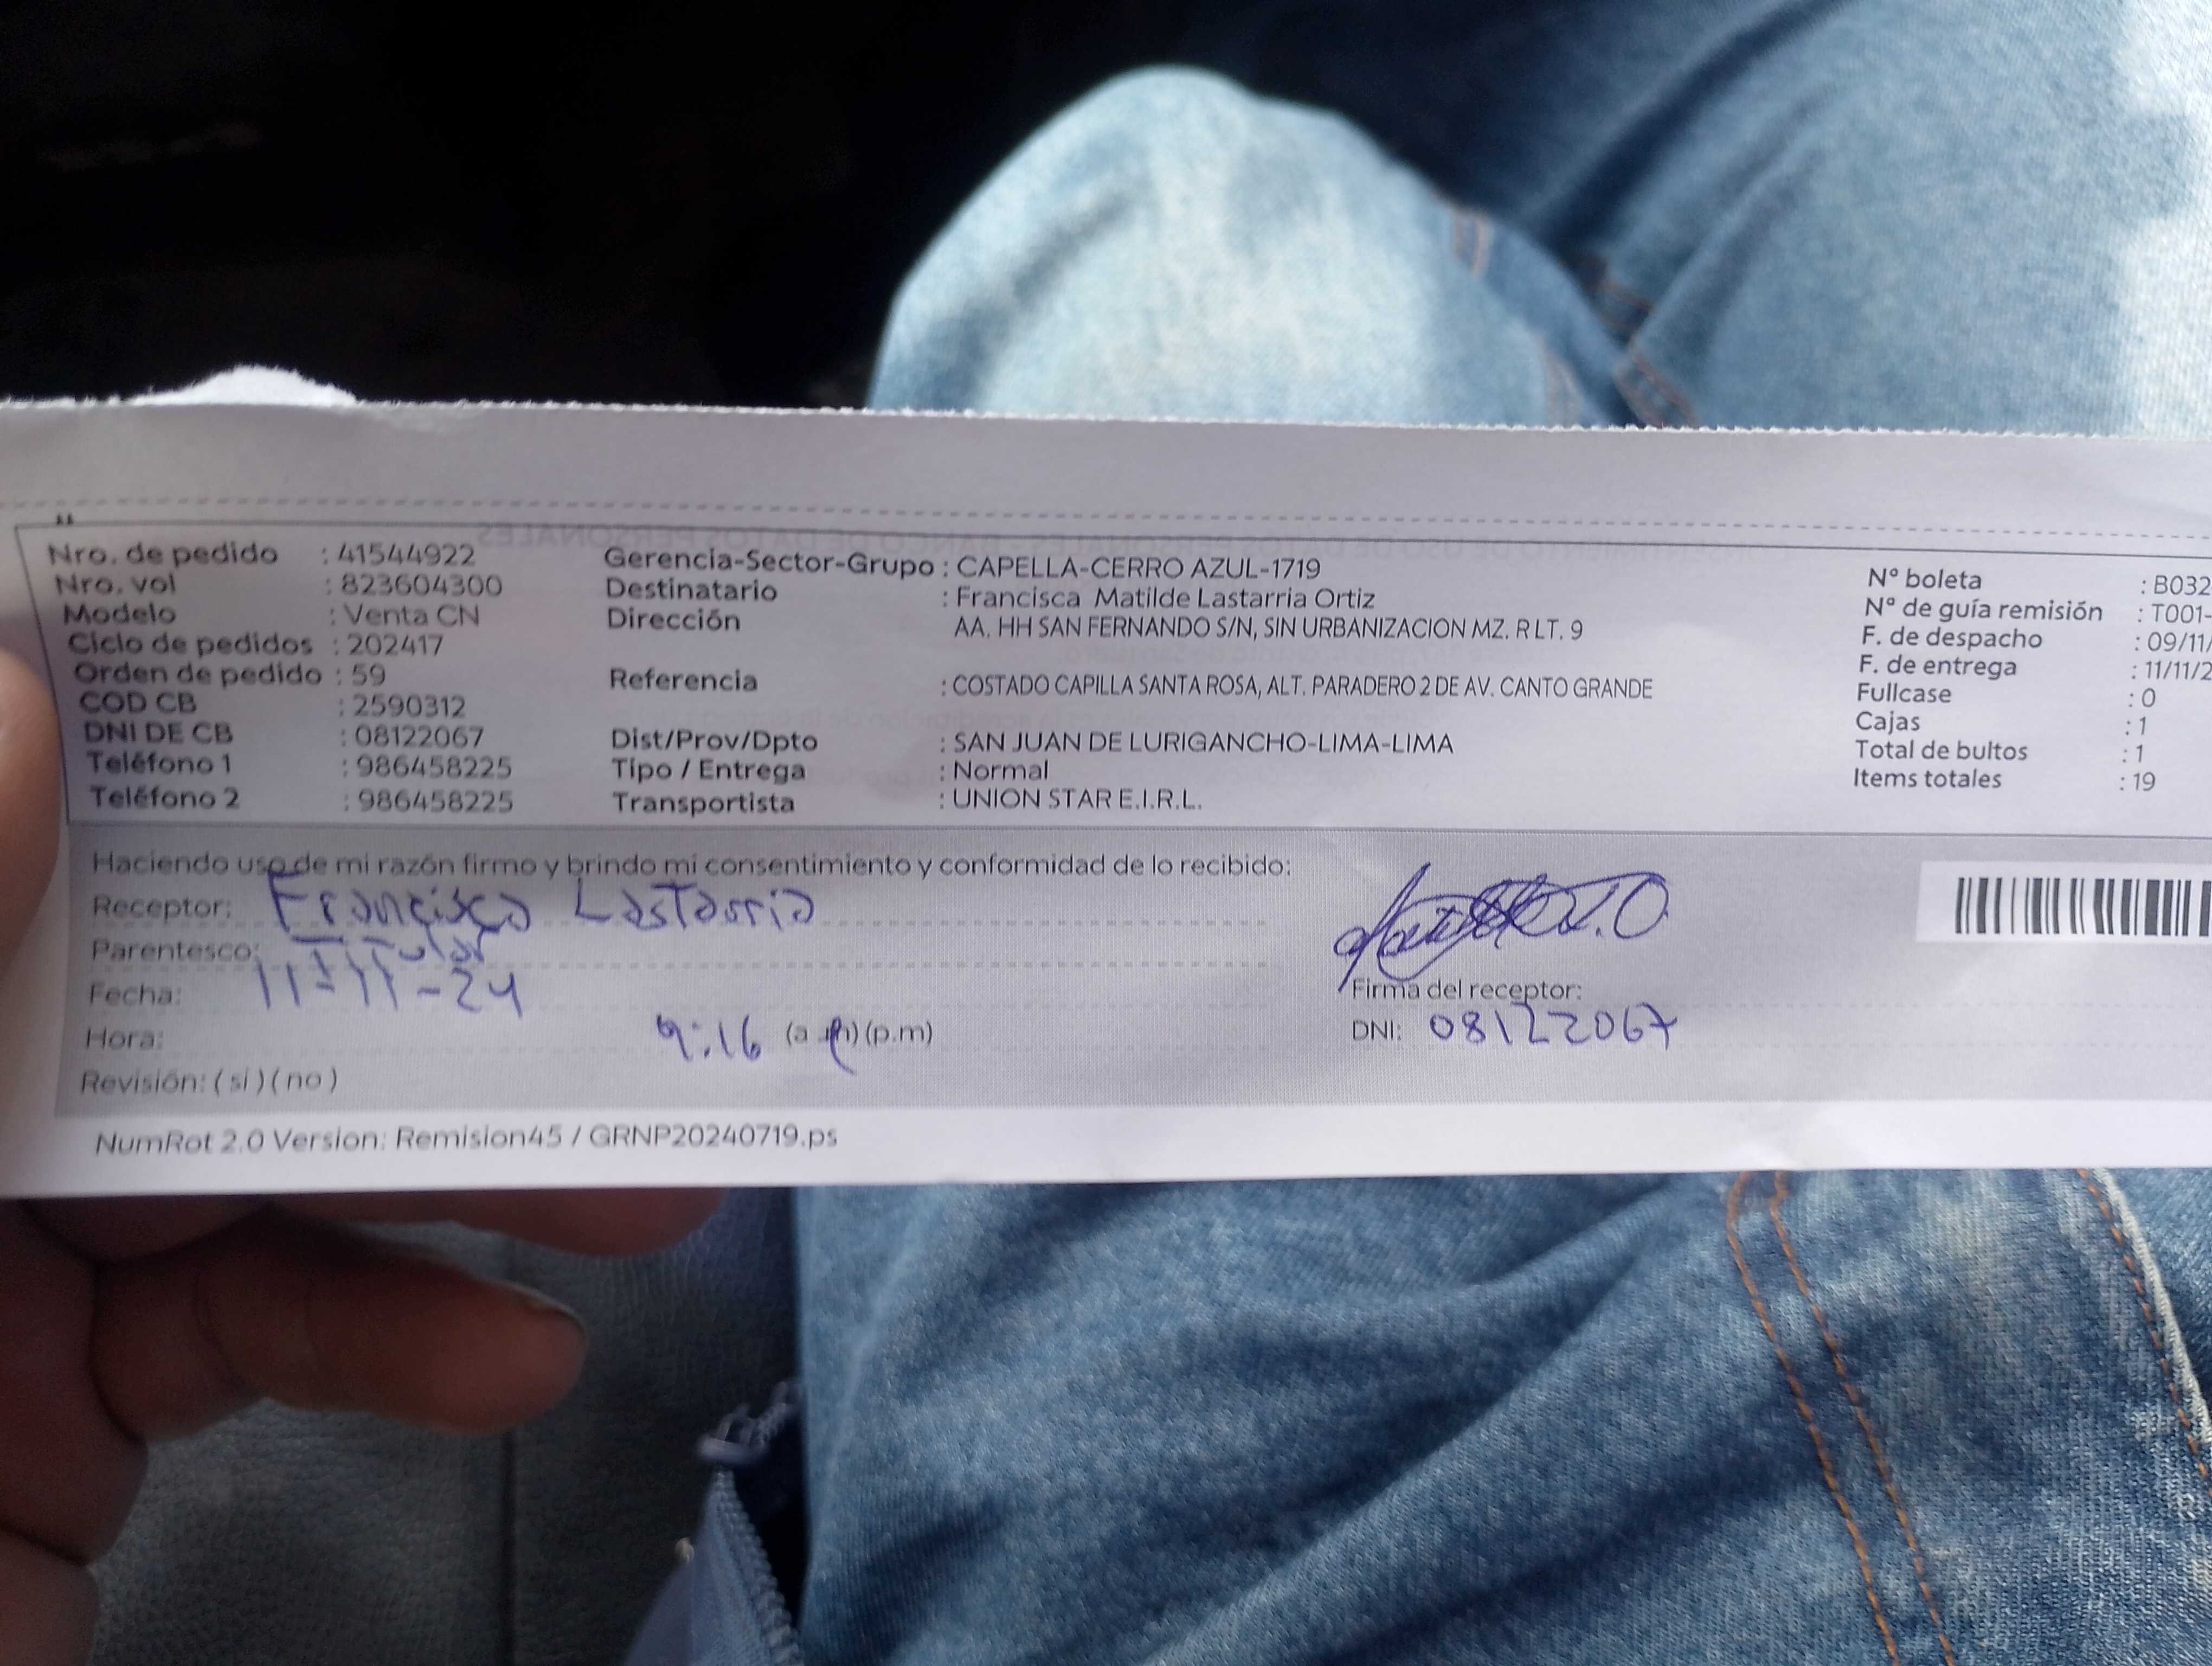 Nro. de pedido : 41544922
Nro. vol : 823604300
Modelo : Venta CN
Ciclo de pedidos : 202417
Orden de pedido : 59
COD CB : 2590312
DNI DE CB : 08122067
Teléfono 1 : 986458225
Teléfono 2 : 986458225
Gerencia-Sector-Grupo : CAPELLA-CERRO AZUL-1719
Destinatario : Francisca Matilde Lastarria Ortiz
Dirección AA. HH SAN FERNANDO S/N, SIN URBANIZACION MZ. R LT. 9
Referencia : COSTADO CAPILLA SANTA ROSA, ALT. PARADERO 2 DE AV. CANTO GRANDE
Dist/Prov/Dpto : SAN JUAN DE LURIGANCHO-LIMA-LIMA
Tipo / Entrega : Normal
Transportista : UNION STAR E.I.R.L.
N° boleta : B032
N° de guía remisión : T001-
F. de despacho : 09/11/
F. de entrega : 11/11/2
Fullcase : 0
Cajas : 1
Total de bultos : 1
Items totales : 19
Haciendo uso de mi razón firmo y brindo mi consentimiento y conformidad de lo recibido:
Receptor: Francisca Lastarria
Parentesco: Titular
Fecha: 11-11-24
Hora: 9:16 (a.m) (p.m)
Revisión: ( si ) ( no )
Firma del receptor:
DNI: 08122067
NumRot 2.0 Version: Remision45 / GRNP20240719.ps